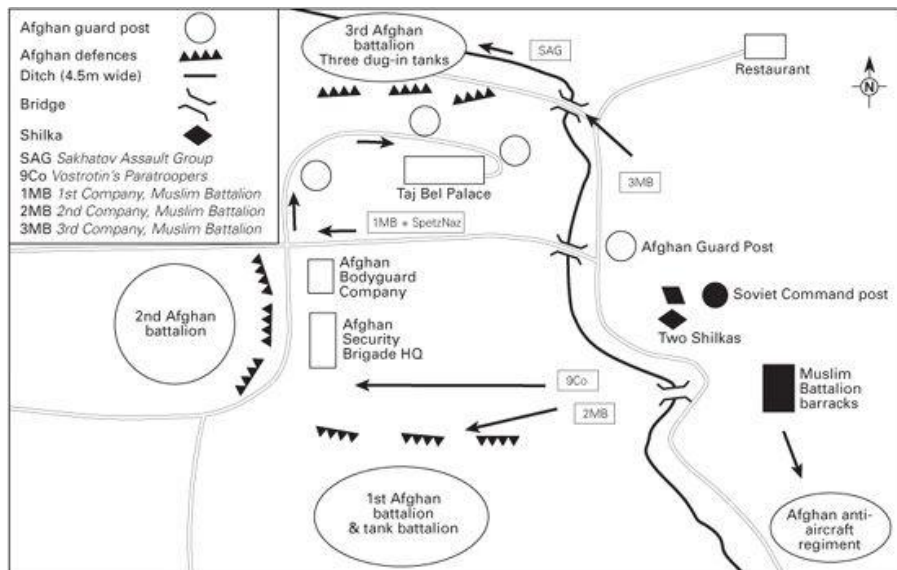 Afghan guard post
Afghan defences
Ditch (4.5m wide)
Bridge
Shilka
SAG Sakhatov Assault Group
9Co Vostrotin's Paratroopers
1MB 1st Company, Muslim Battalion
2MB 2nd Company, Muslim Battalion
3MB 3rd Company, Muslim Battalion
3rd Afghan
battalion
Three dug-in tanks
SAG
Restaurant
N
Taj Bel Palace
3MB
1MB + SpetzNaz
Afghan Guard Post
Afghan
Bodyguard
Company
2nd Afghan
battalion
Soviet Command post
Two Shilkas
Afghan
Security
Brigade HQ
9Co
Muslim
Battalion
barracks
2MB
1st Afghan
battalion
& tank battalion
Afghan anti-
aircraft
regiment